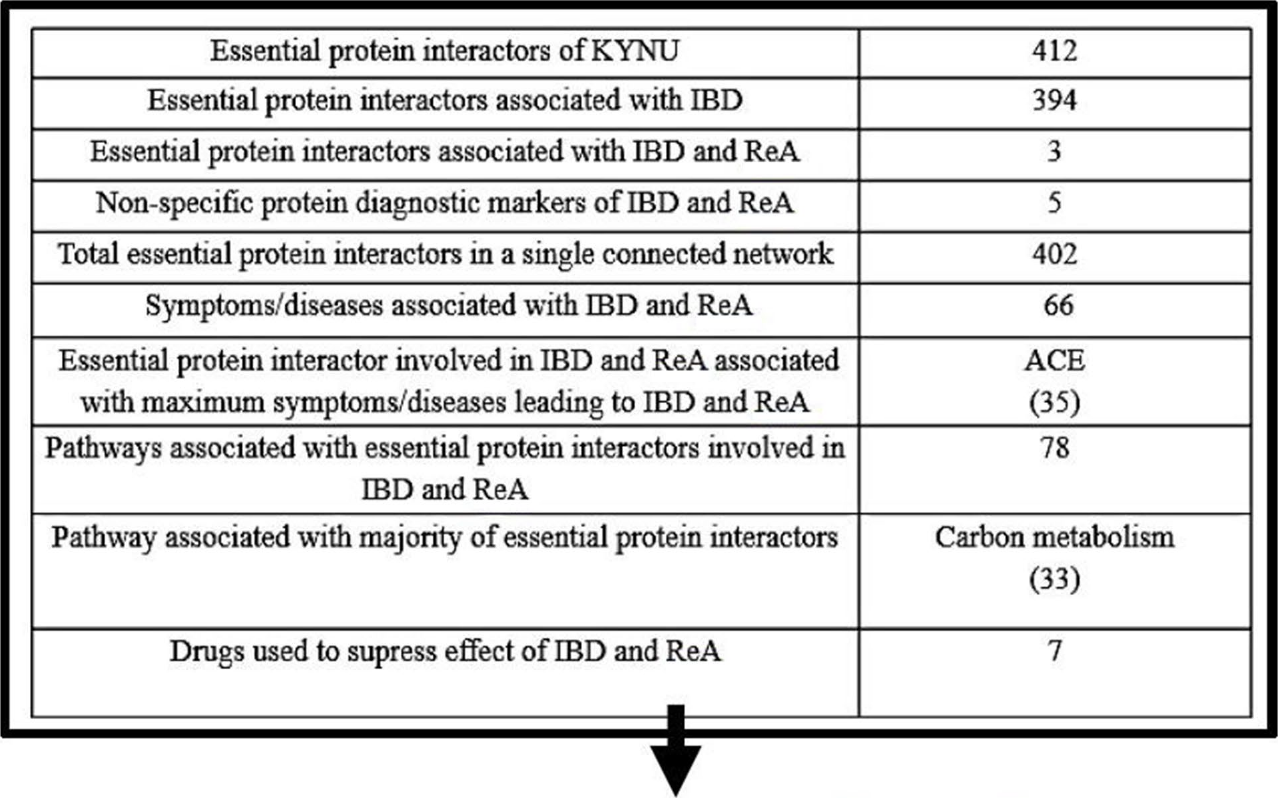 Essential protein interactors of KYNU 412
Essential protein interactors associated with IBD 394
Essential protein interactors associated with IBD and ReA 3
Non-specific protein diagnostic markers of IBD and ReA 5
Total essential protein interactors in a single connected network 402
Symptoms/diseases associated with IBD and ReA 66
Essential protein interactor involved in IBD and ReA associated ACE
with maximum symptoms/diseases leading to IBD and ReA (35)
Pathways associated with essential protein interactors involved in 78
IBD and ReA
Pathway associated with majority of essential protein interactors Carbon metabolism
(33)
Drugs used to supress effect of IBD and ReA 7